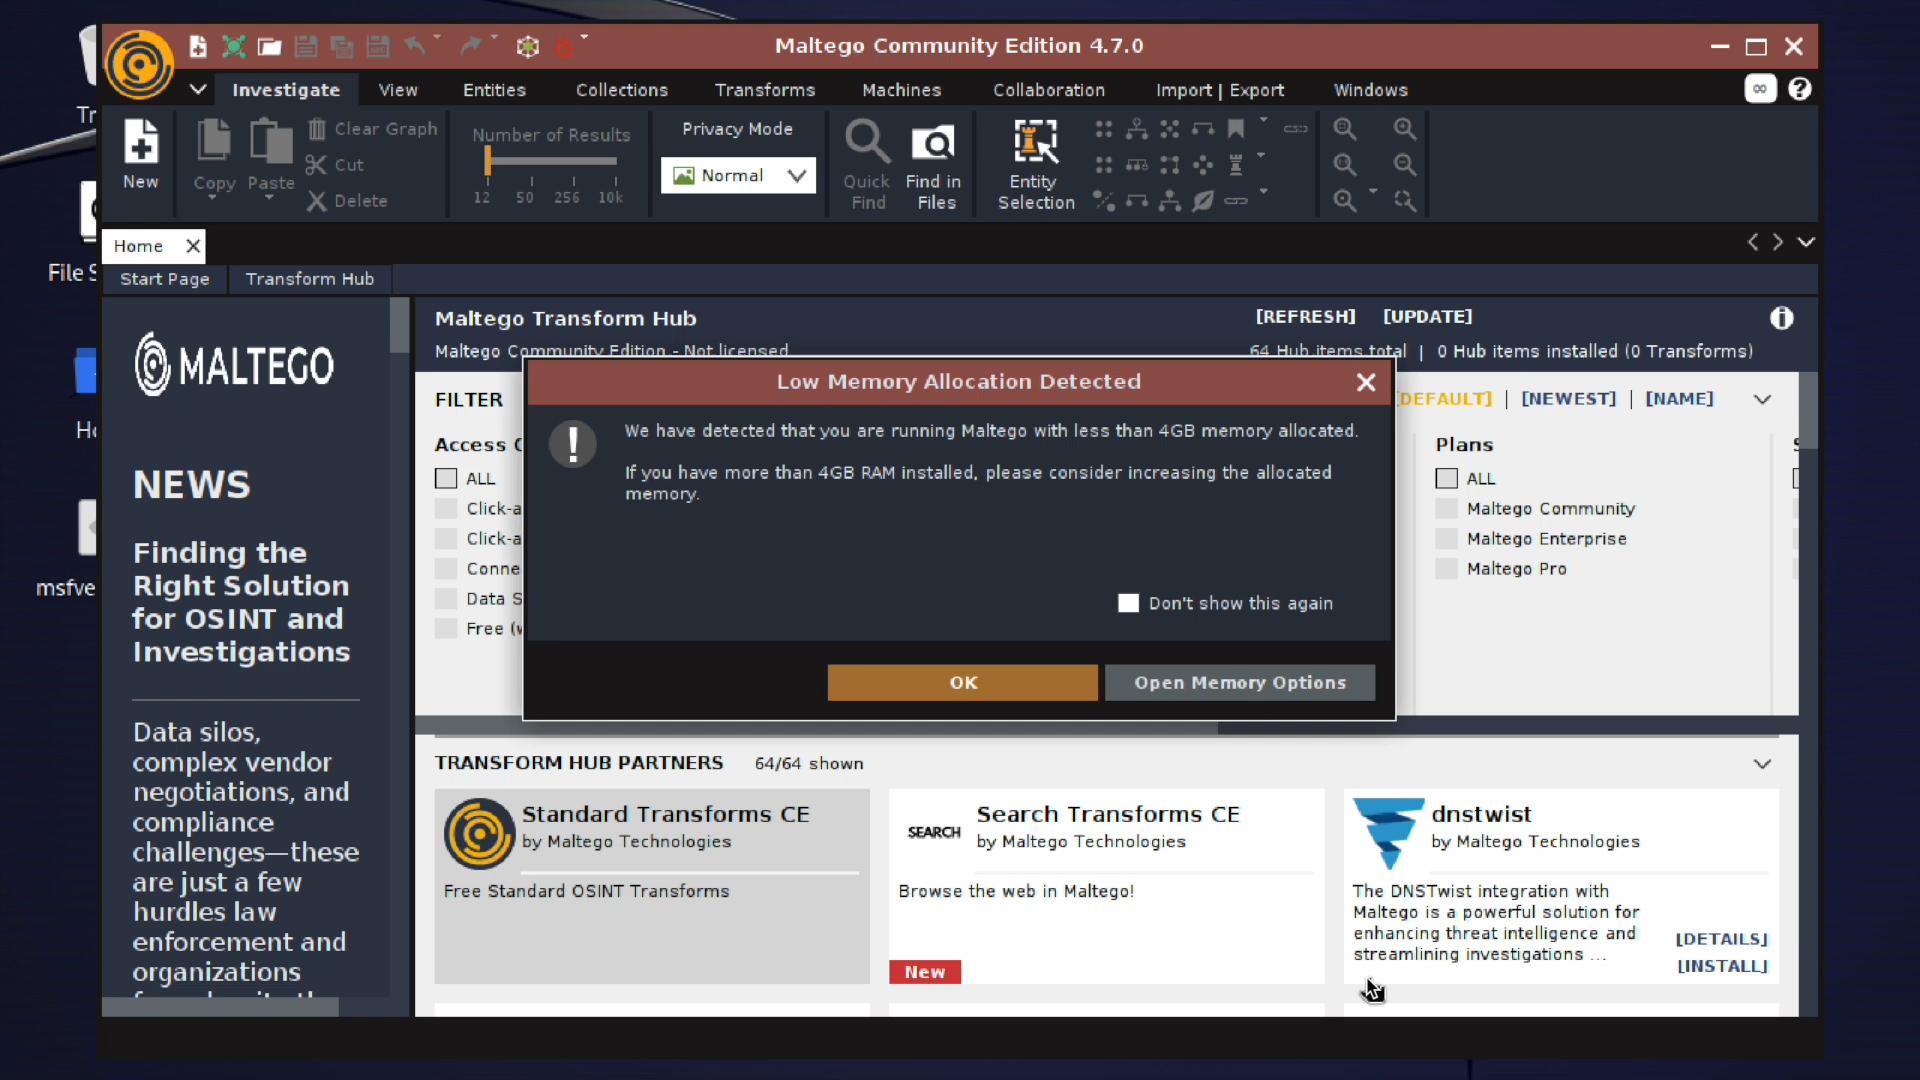 Maltego Community Edition 4.7.0
Investigate View Entities Collections Transforms Machines Collaboration Import | Export Windows
New
Copy
Paste
Clear Graph
Cut
Delete
Number of Results
12 50 256 10k
Privacy Mode
Normal
Quick
Find
Find in
Files
Entity
Selection
Home
Start Page Transform Hub
MALTEGO
NEWS
Finding the
Right Solution
for OSINT and
Investigations
Data silos,
complex vendor
negotiations, and
compliance
challenges—these
are just a few
hurdles law
enforcement and
organizations
Maltego Transform Hub
[REFRESH] [UPDATE]
Maltego Community Edition - Not licensed
64 Hub items total | 0 Hub items installed (0 Transforms)
FILTER
[DEFAULT] | [NEWEST] | [NAME]
Access
ALL
Click-a
Click-a
Conne
Data S
Free (w
Plans
ALL
Maltego Community
Maltego Enterprise
Maltego Pro
Low Memory Allocation Detected
We have detected that you are running Maltego with less than 4GB memory allocated.
If you have more than 4GB RAM installed, please consider increasing the allocated
memory.
Don't show this again
OK
Open Memory Options
TRANSFORM HUB PARTNERS 64/64 shown
Standard Transforms CE
by Maltego Technologies
Free Standard OSINT Transforms
SEARCH
Search Transforms CE
by Maltego Technologies
Browse the web in Maltego!
New
dnstwist
by Maltego Technologies
The DNSTwist integration with
Maltego is a powerful solution for
enhancing threat intelligence and
streamlining investigations ...
[DETAILS]
[INSTALL]
Tr
File S
Ho
msfve